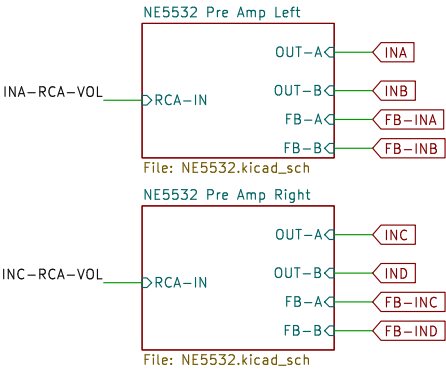 NE5532 Pre Amp Left
OUT-A
INA
INA-RCA-VOL
RCA-IN
OUT-B
INB
FB-A
FB-INA
FB-B
FB-INB
File: NE5532.kicad_sch
NE5532 Pre Amp Right
OUT-A
INC
INC-RCA-VOL
RCA-IN
OUT-B
IND
FB-A
FB-INC
FB-B
FB-IND
File: NE5532.kicad_sch